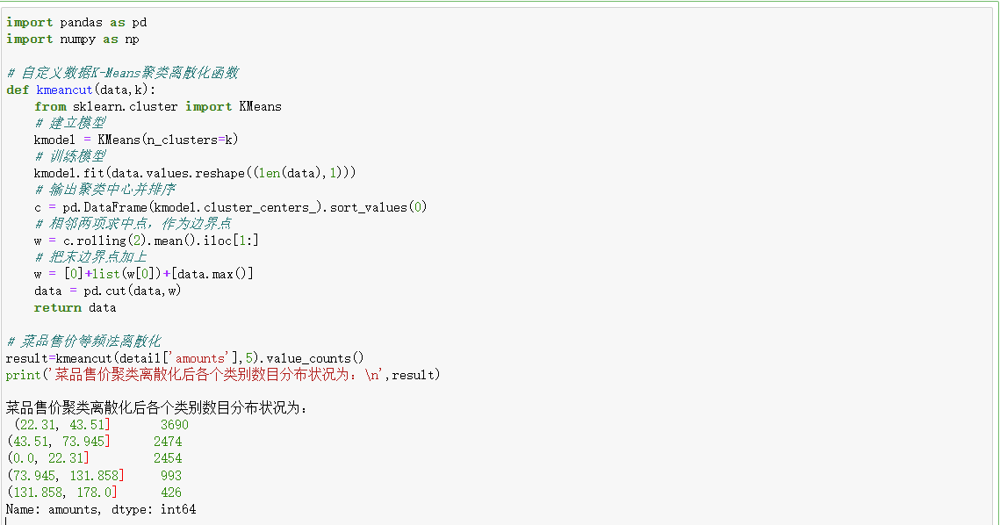 import pandas as pd
import numpy as np
# 自定义数据K-Means聚类离散化函数
def kmeancut(data,k):
    from sklearn.cluster import KMeans
    # 建立模型
    kmodel = KMeans(n_clusters=k)
    # 训练模型
    kmodel.fit(data.values.reshape((len(data),1)))
    # 输出聚类中心并排序
    c = pd.DataFrame(kmodel.cluster_centers_).sort_values(0)
    # 相邻两项求中点，作为边界点
    w = c.rolling(2).mean().iloc[1:]
    # 把末边界点加上
    w = [0]+list(w[0])+[data.max()]
    data = pd.cut(data,w)
    return data
# 菜品售价等频法离散化
result=kmeancut(detail['amounts'],5).value_counts()
print('菜品售价聚类离散化后各个类别数目分布状况为：\n',result)
菜品售价聚类离散化后各个类别数目分布状况为：
 (22.31, 43.51]       3690
(43.51, 73.945]      2474
(0.0, 22.31]         2454
(73.945, 131.858]     993
(131.858, 178.0]      426
Name: amounts, dtype: int64